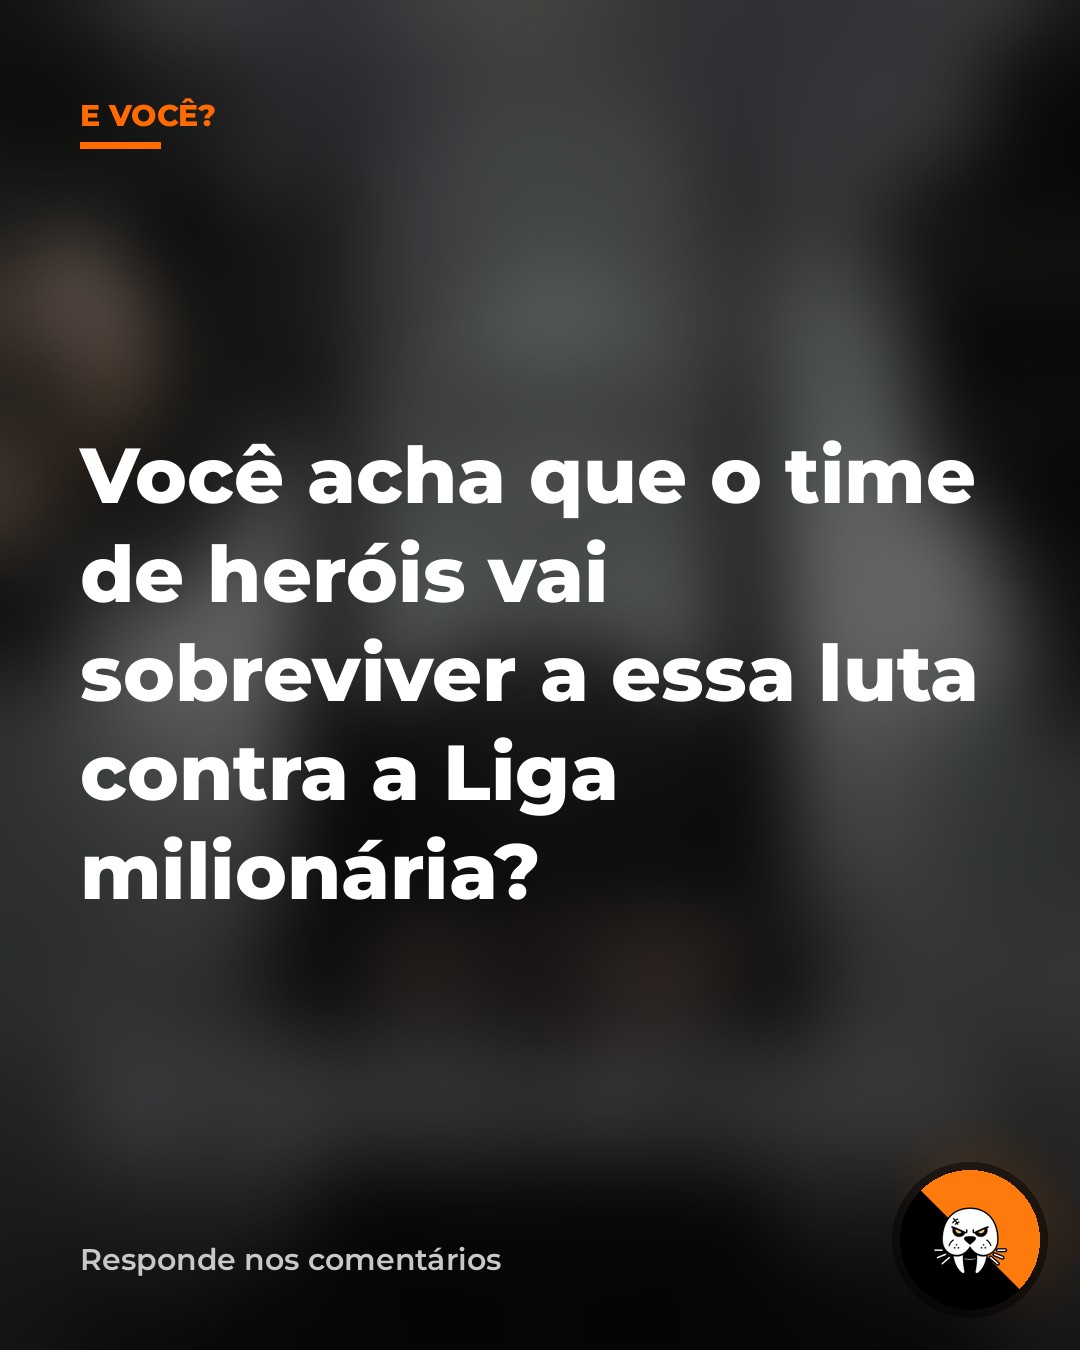 E VOCÊ?
Você acha que o time
de heróis vai
sobreviver a essa luta
contra a Liga
milionária?
Responde nos comentários